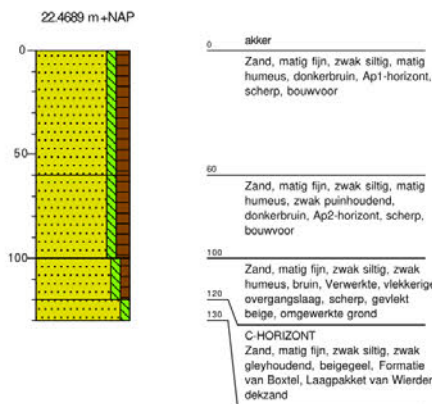 22.4689 m+NAP
0
50
100
0
akker
Zand, matig fijn, zwak siltig, matig
humeus, donkerbruin, Ap1-horizont,
scherp, bouwvoor
60
Zand, matig fijn, zwak siltig, matig
humeus, zwak puinhoudend,
donkerbruin, Ap2-horizont, scherp,
bouwvoor
100
Zand, matig fijn, zwak siltig, zwak
humeus, bruin, Verwerkte, vlekkerige
overgangslaag, scherp, gevlekt
beige, omgewerkte grond
120
130
C-HORIZONT
Zand, matig fijn, zwak siltig, zwak
gleyhoudend, beigegeel, Formatie
van Boxtel, Laagpakket van Wierden
dekzand